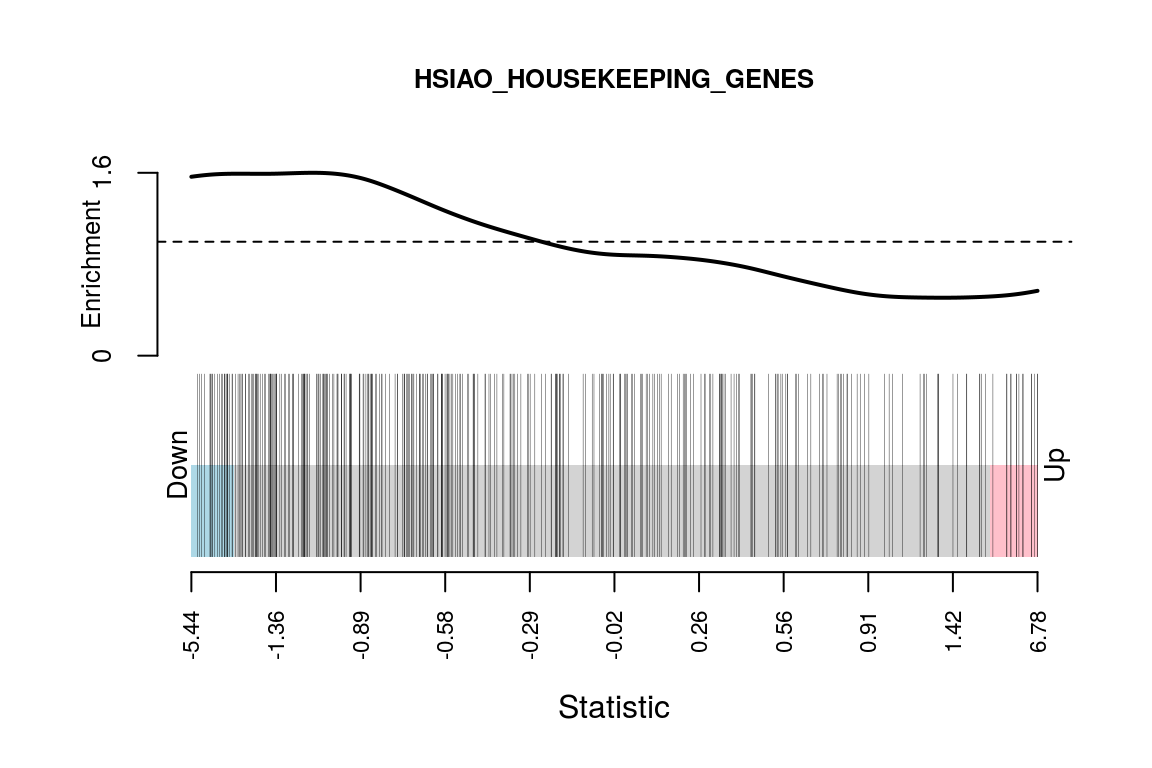 HSIAO_HOUSEKEEPING_GENES
1.6
Enrichment
0
Down
Up
-5.44 -1.36 -0.89 -0.58 -0.29 -0.02 0.26 0.56 0.91 1.42 6.78
Statistic